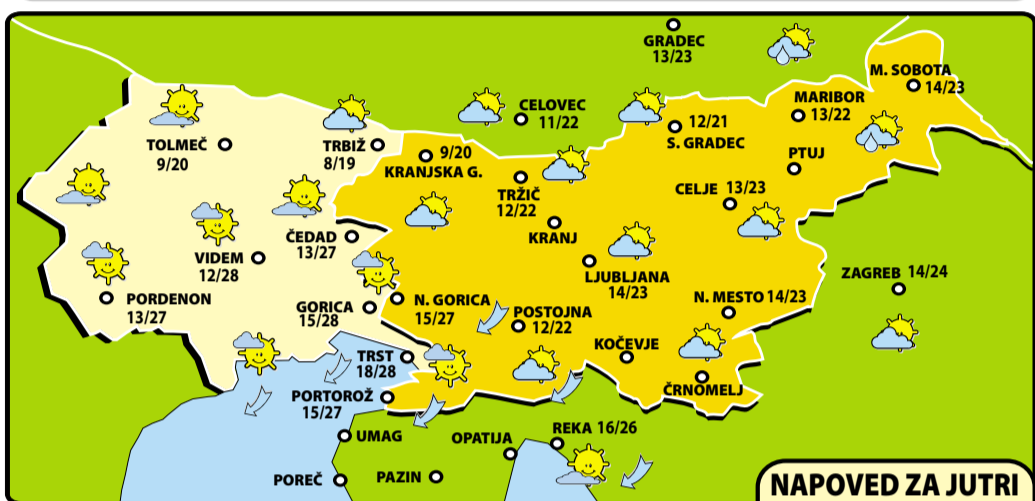 GRADEC
13/23
M. SOBOTA
14/23
MARIBOR
13/22
CELOVEC
11/22
12/21
S. GRADEC
TOLMEČ
9/20
TRBIŽ
8/19
9/20
KRANJSKA G.
PTUJ
TRŽIČ
12/22
CELJE 13/23
KRANJ
ČEDAD
13/27
VIDEM
12/28
LJUBLJANA
14/23
ZAGREB 14/24
PORDENON
13/27
GORICA
15/28
N. GORICA
15/27
POSTOJNA
12/22
N. MESTO 14/23
KOČEVJE
TRST
18/28
ČRNOMELJ
PORTOROŽ
15/27
UMAG
OPATIJA
REKA 16/26
POREČ
PAZIN
NAPOVED ZA JUTRI